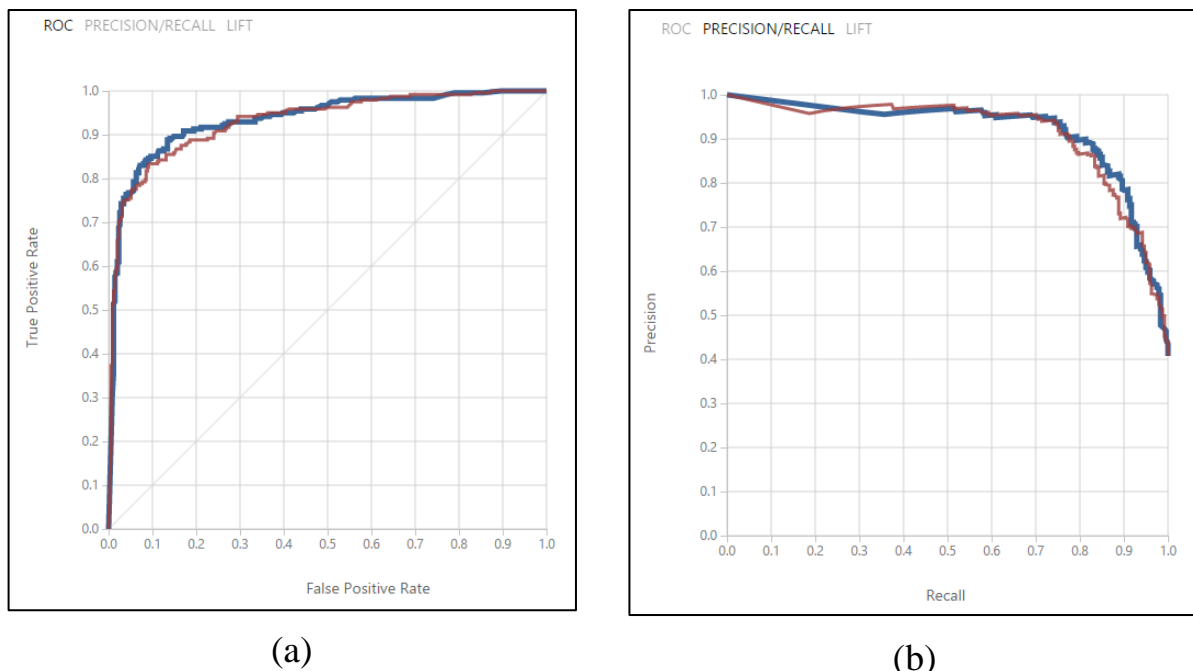 ROC PRECISION/RECALL LIFT
1.0
0.9
0.8
0.7
0.6
0.5
0.4
0.3
0.2
0.1
0.0
True Positive Rate
0.0 0.1 0.2 0.3 0.4 0.5 0.6 0.7 0.8 0.9 1.0
False Positive Rate
(a)
ROC PRECISION/RECALL LIFT
1.0
0.9
0.8
0.7
0.6
0.5
0.4
0.3
0.2
0.1
0.0
Precision
0.0 0.1 0.2 0.3 0.4 0.5 0.6 0.7 0.8 0.9 1.0
Recall
(b)